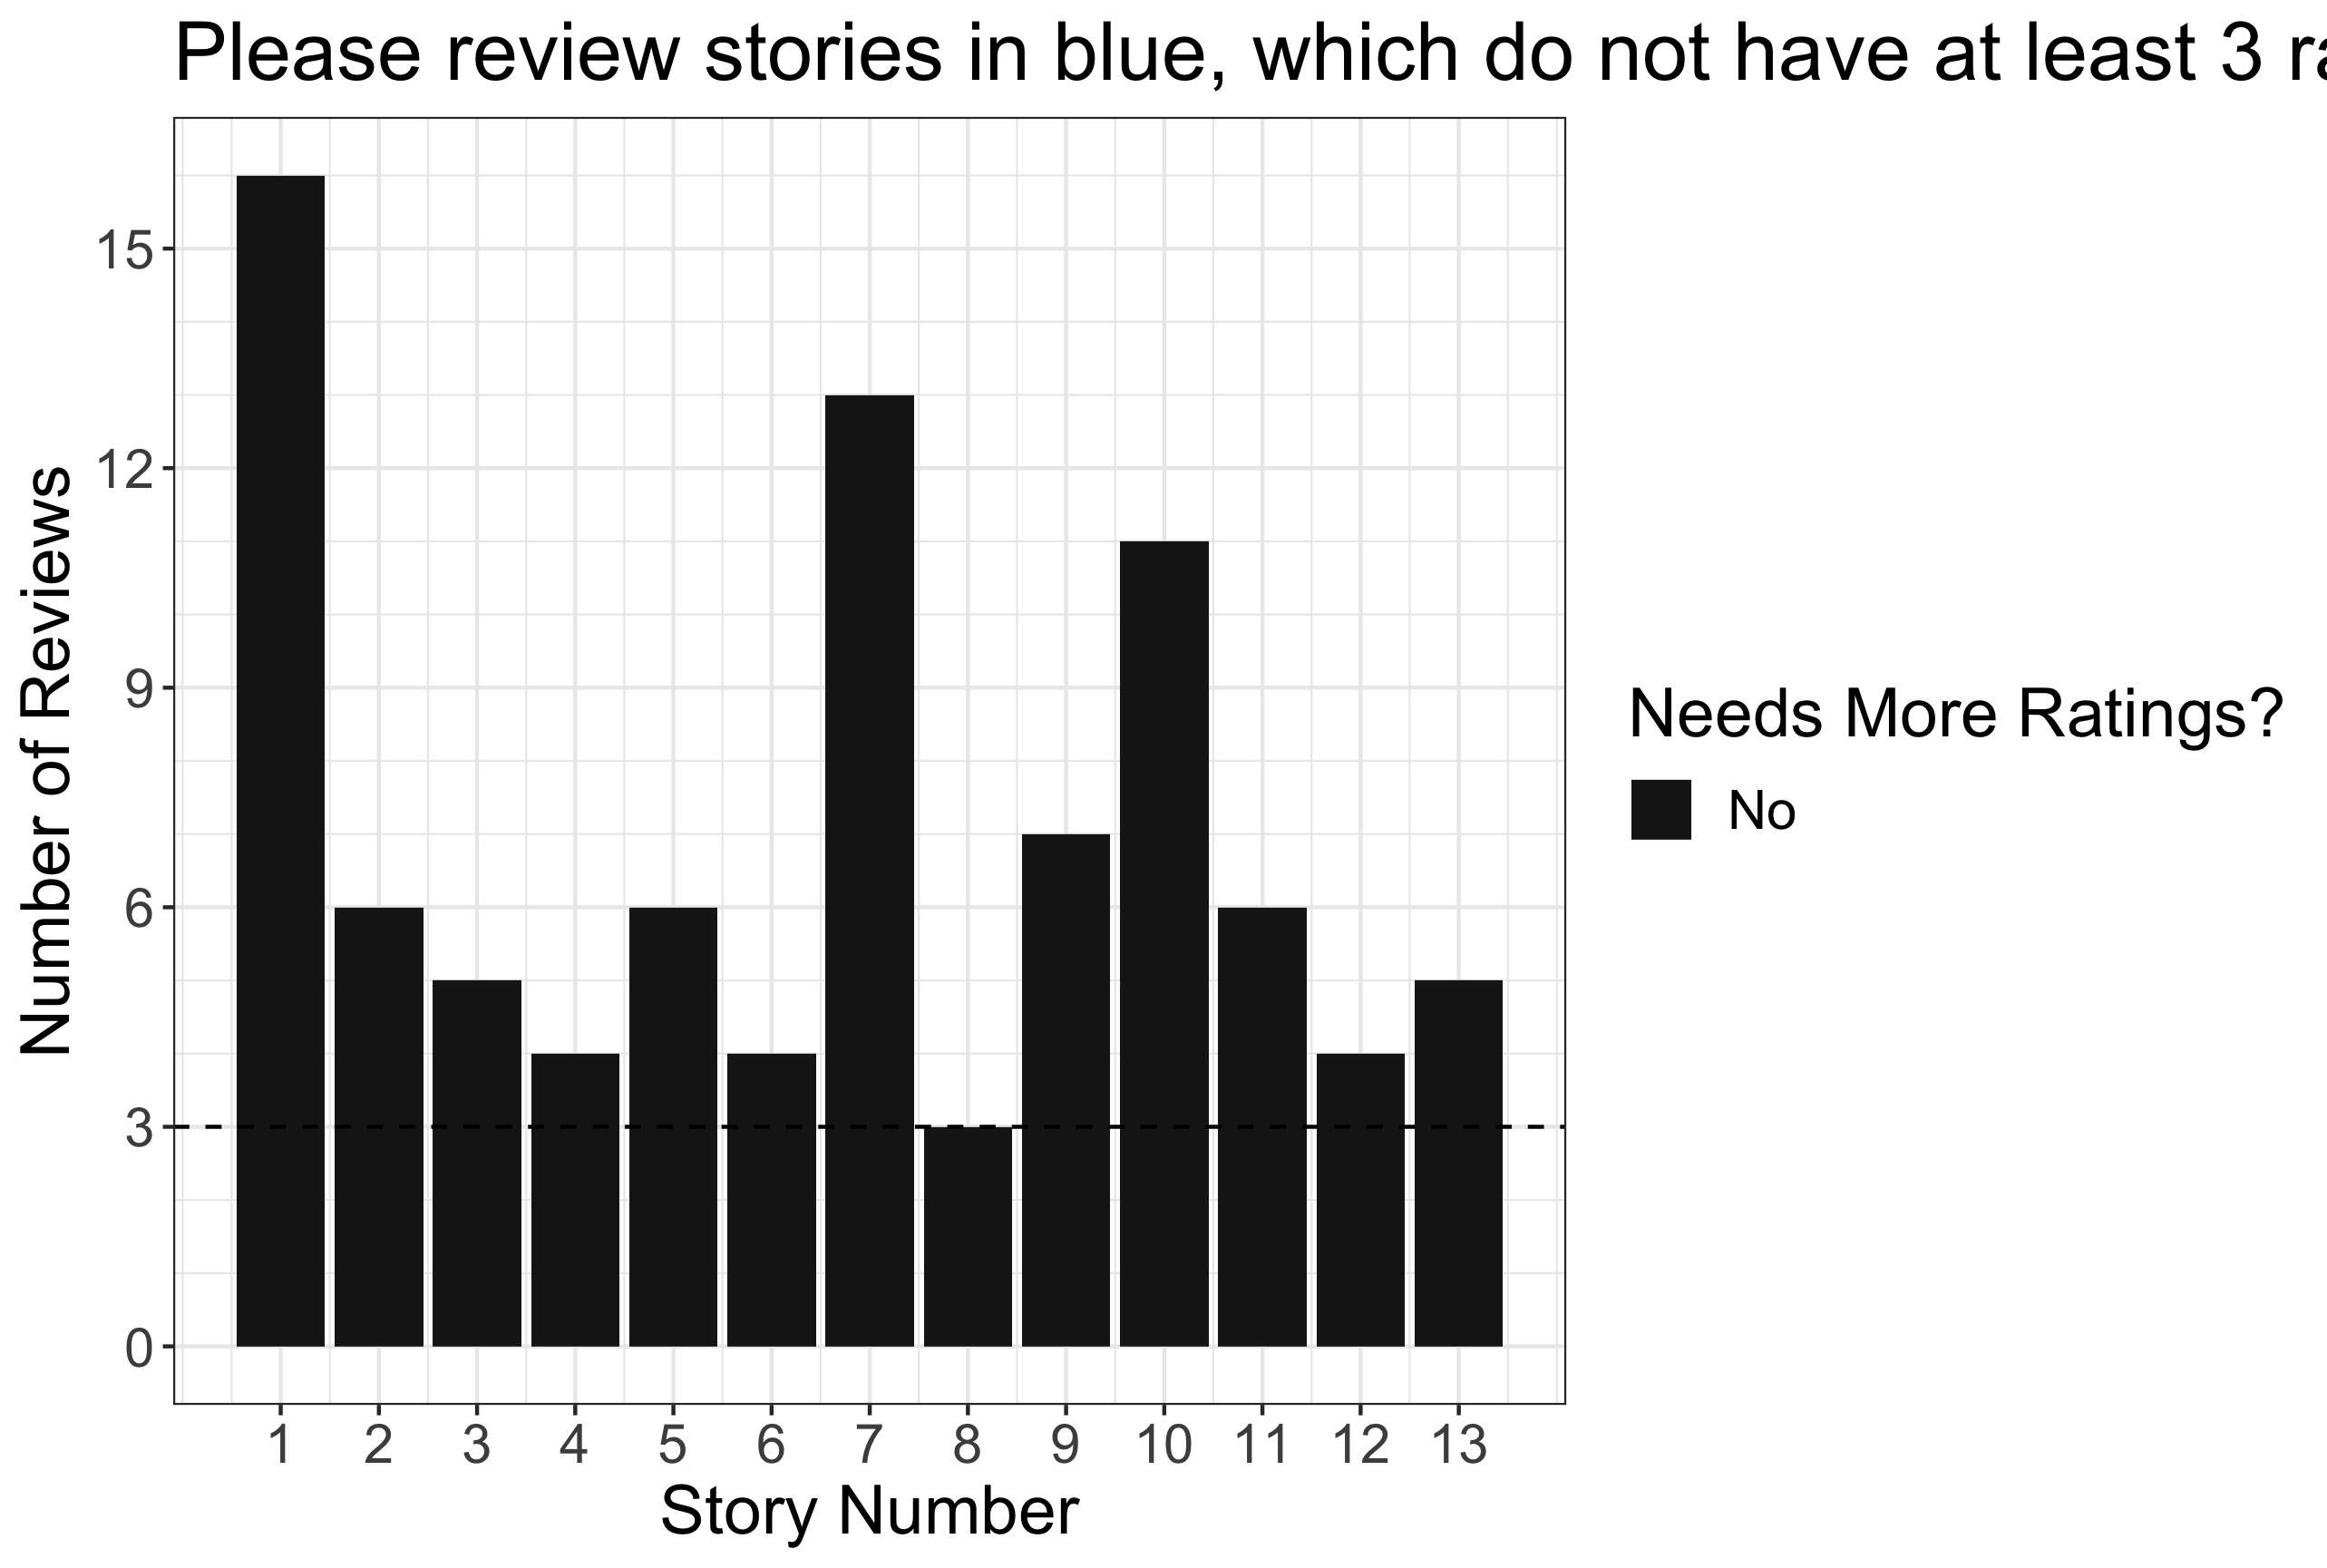 Please review stories in blue, which do not have at least 3
Number of Reviews
15
12
9
6
3
0
1 2 3 4 5 6 7 8 9 10 11 12 13
Story Number
Needs More Ratings?
No